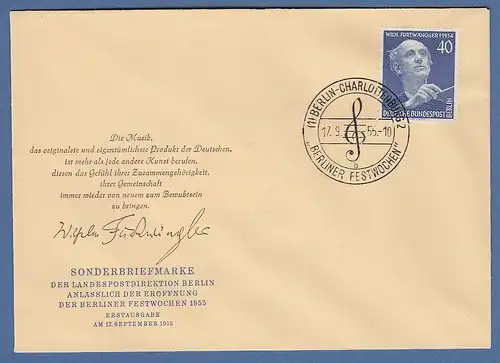 WILH. FURTWÄNGLER † 1954
40
DEUTSCHE BUNDESPOST BERLIN
(1) BERLIN-CHARLOTTENBURG 2
17.9. 55.-10
b
„BERLINER FESTWOCHEN“
Die Musik,
das originalste und eigentümlichste Produkt der Deutschen,
ist mehr als jede andere Kunst berufen,
diesen das Gefühl ihrer Zusammengehörigkeit,
ihrer Gemeinschaft
immer wieder von neuem zum Bewußtsein
zu bringen.
Wilhelm Furtwängler
SONDERBRIEFMARKE
DER LANDESPOSTDIREKTION BERLIN
ANLÄSSLICH DER ERÖFFNUNG
DER BERLINER FESTWOCHEN 1955
ERSTAUSGABE
AM 17. SEPTEMBER 1955